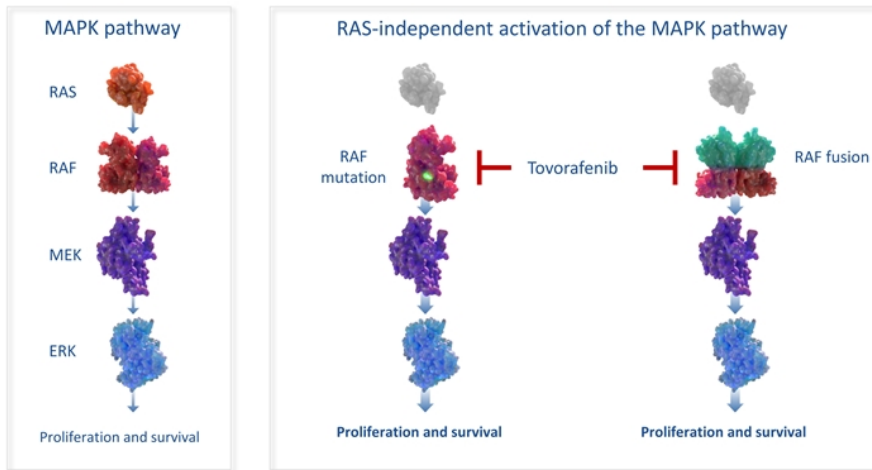 MAPK pathway
RAS
RAF
MEK
ERK
Proliferation and survival
RAS-independent activation of the MAPK pathway
RAF
mutation
Tovorafenib
RAF fusion
Proliferation and survival
Proliferation and survival